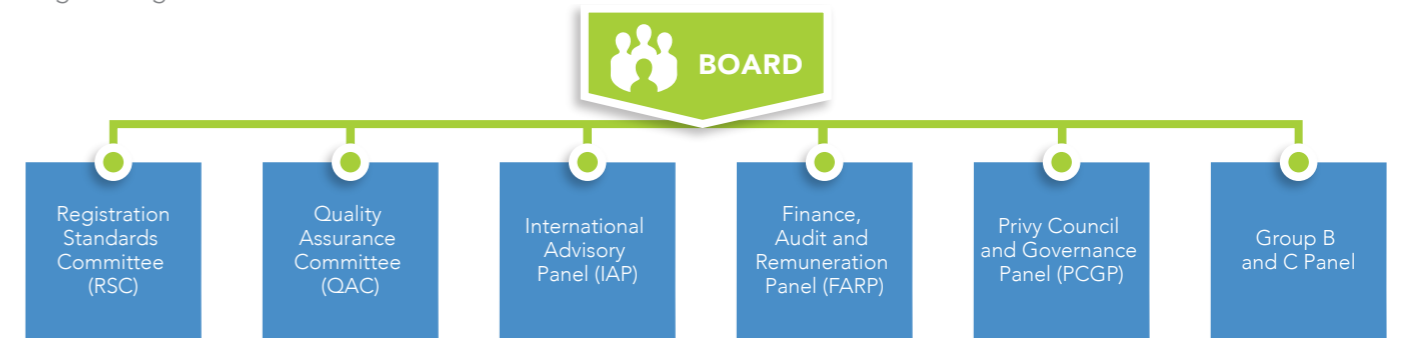 BOARD
Registration
Standards
Committee
(RSC)
Quality
Assurance
Committee
(QAC)
International
Advisory
Panel (IAP)
Finance,
Audit and
Remuneration
Panel (FARP)
Privy Council
and Governance
Panel (PCGP)
Group B
and C Panel